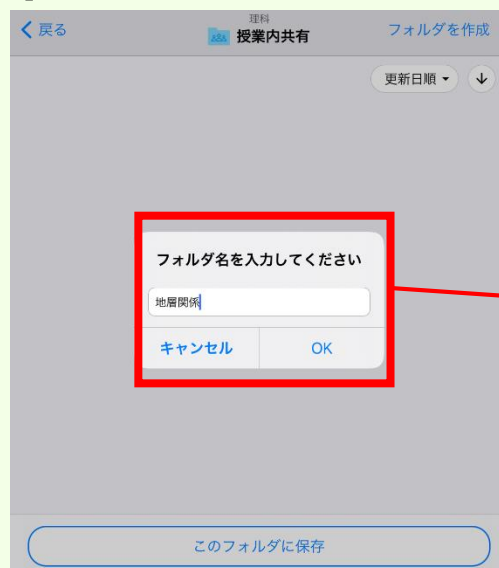 戻る
理科
授業内共有
フォルダを作成
更新日順
フォルダ名を入力してください
地層関係
キャンセル
OK
このフォルダに保存